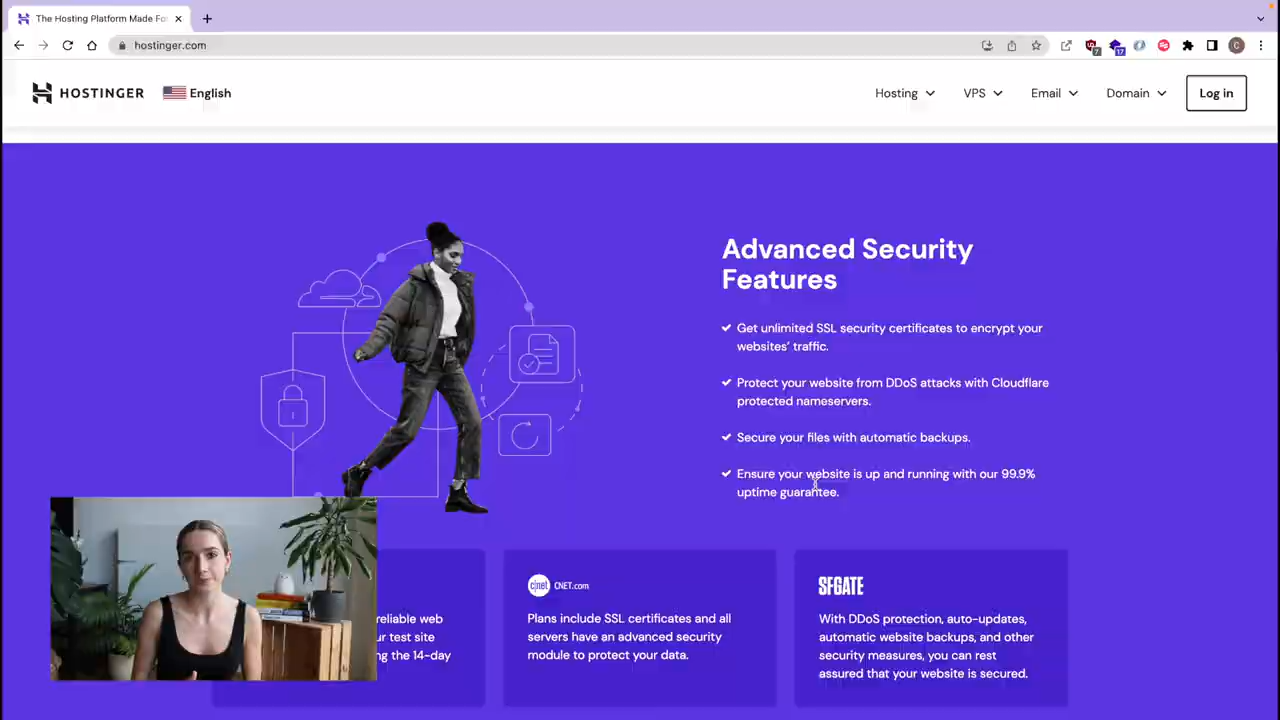 The Hosting Platform Made For
hostinger.com
7
17
C
HOSTINGER
English
Hosting
VPS
Email
Domain
Log in
Advanced Security
Features
Get unlimited SSL security certificates to encrypt your
websites’ traffic.
Protect your website from DDoS attacks with Cloudflare
protected nameservers.
Secure your files with automatic backups.
Ensure your website is up and running with our 99.9%
uptime guarantee.
reliable web
ur test site
ng the 14-day
c|net CNET.com
Plans include SSL certificates and all
servers have an advanced security
module to protect your data.
SFGATE
With DDoS protection, auto-updates,
automatic website backups, and other
security measures, you can rest
assured that your website is secured.